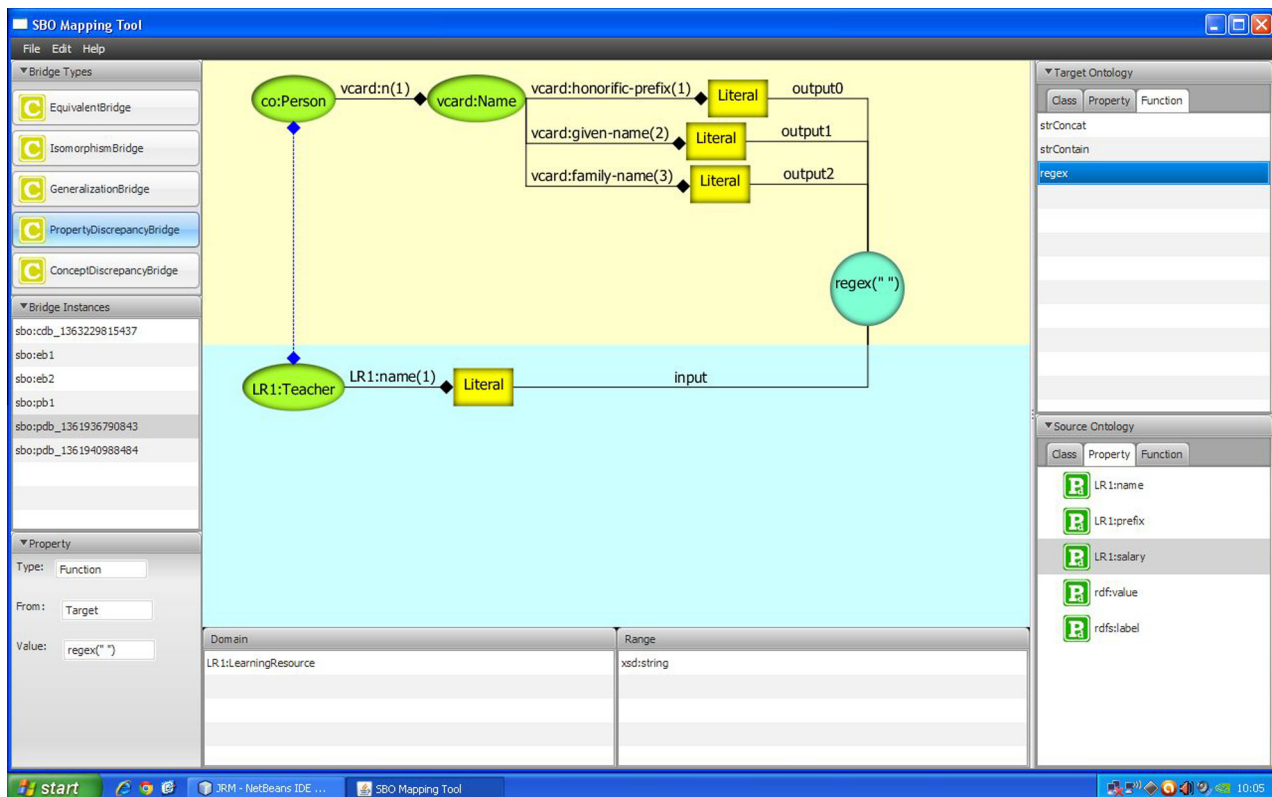 SBO Mapping Tool
File Edit Help
Bridge Types
EquivalentBridge
IsomorphismBridge
GeneralizationBridge
PropertyDiscrepancyBridge
ConceptDiscrepancyBridge
Bridge Instances
sbo:cdb_1363229815437
sbo:eb1
sbo:eb2
sbo:pb1
sbo:pdb_1361936790843
sbo:pdb_1361940988484
Property
Type: Function
From: Target
Value: regex(" ")
co:Person
vcard:n(1)
vcard:Name
vcard:honorific-prefix(1)
Literal
output0
vcard:given-name(2)
Literal
output1
vcard:family-name(3)
Literal
output2
regex(" ")
LR1:Teacher
LR1:name(1)
Literal
input
Domain
LR1:LearningResource
Range
xsd:string
Target Ontology
Class Property Function
strConcat
strContain
regex
Source Ontology
Class Property Function
LR1:name
LR1:prefix
LR1:salary
rdf:value
rdfs:label
start
JRM - NetBeans IDE ...
SBO Mapping Tool
10:05